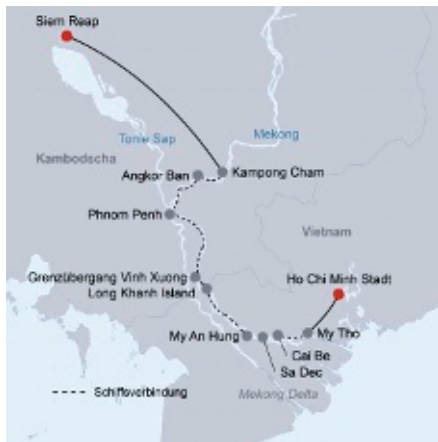 Siem Reap
Tonle Sap
Mekong
Kambodscha
Angkor Ban
Kampong Cham
Phnom Penh
Vietnam
Grenzübergang Vinh Xuong
Long Khanh Island
Ho Chi Minh Stadt
My An Hung
My Tho
Cai Be
Sa Dec
Schiffsverbindung
Mekong Delta